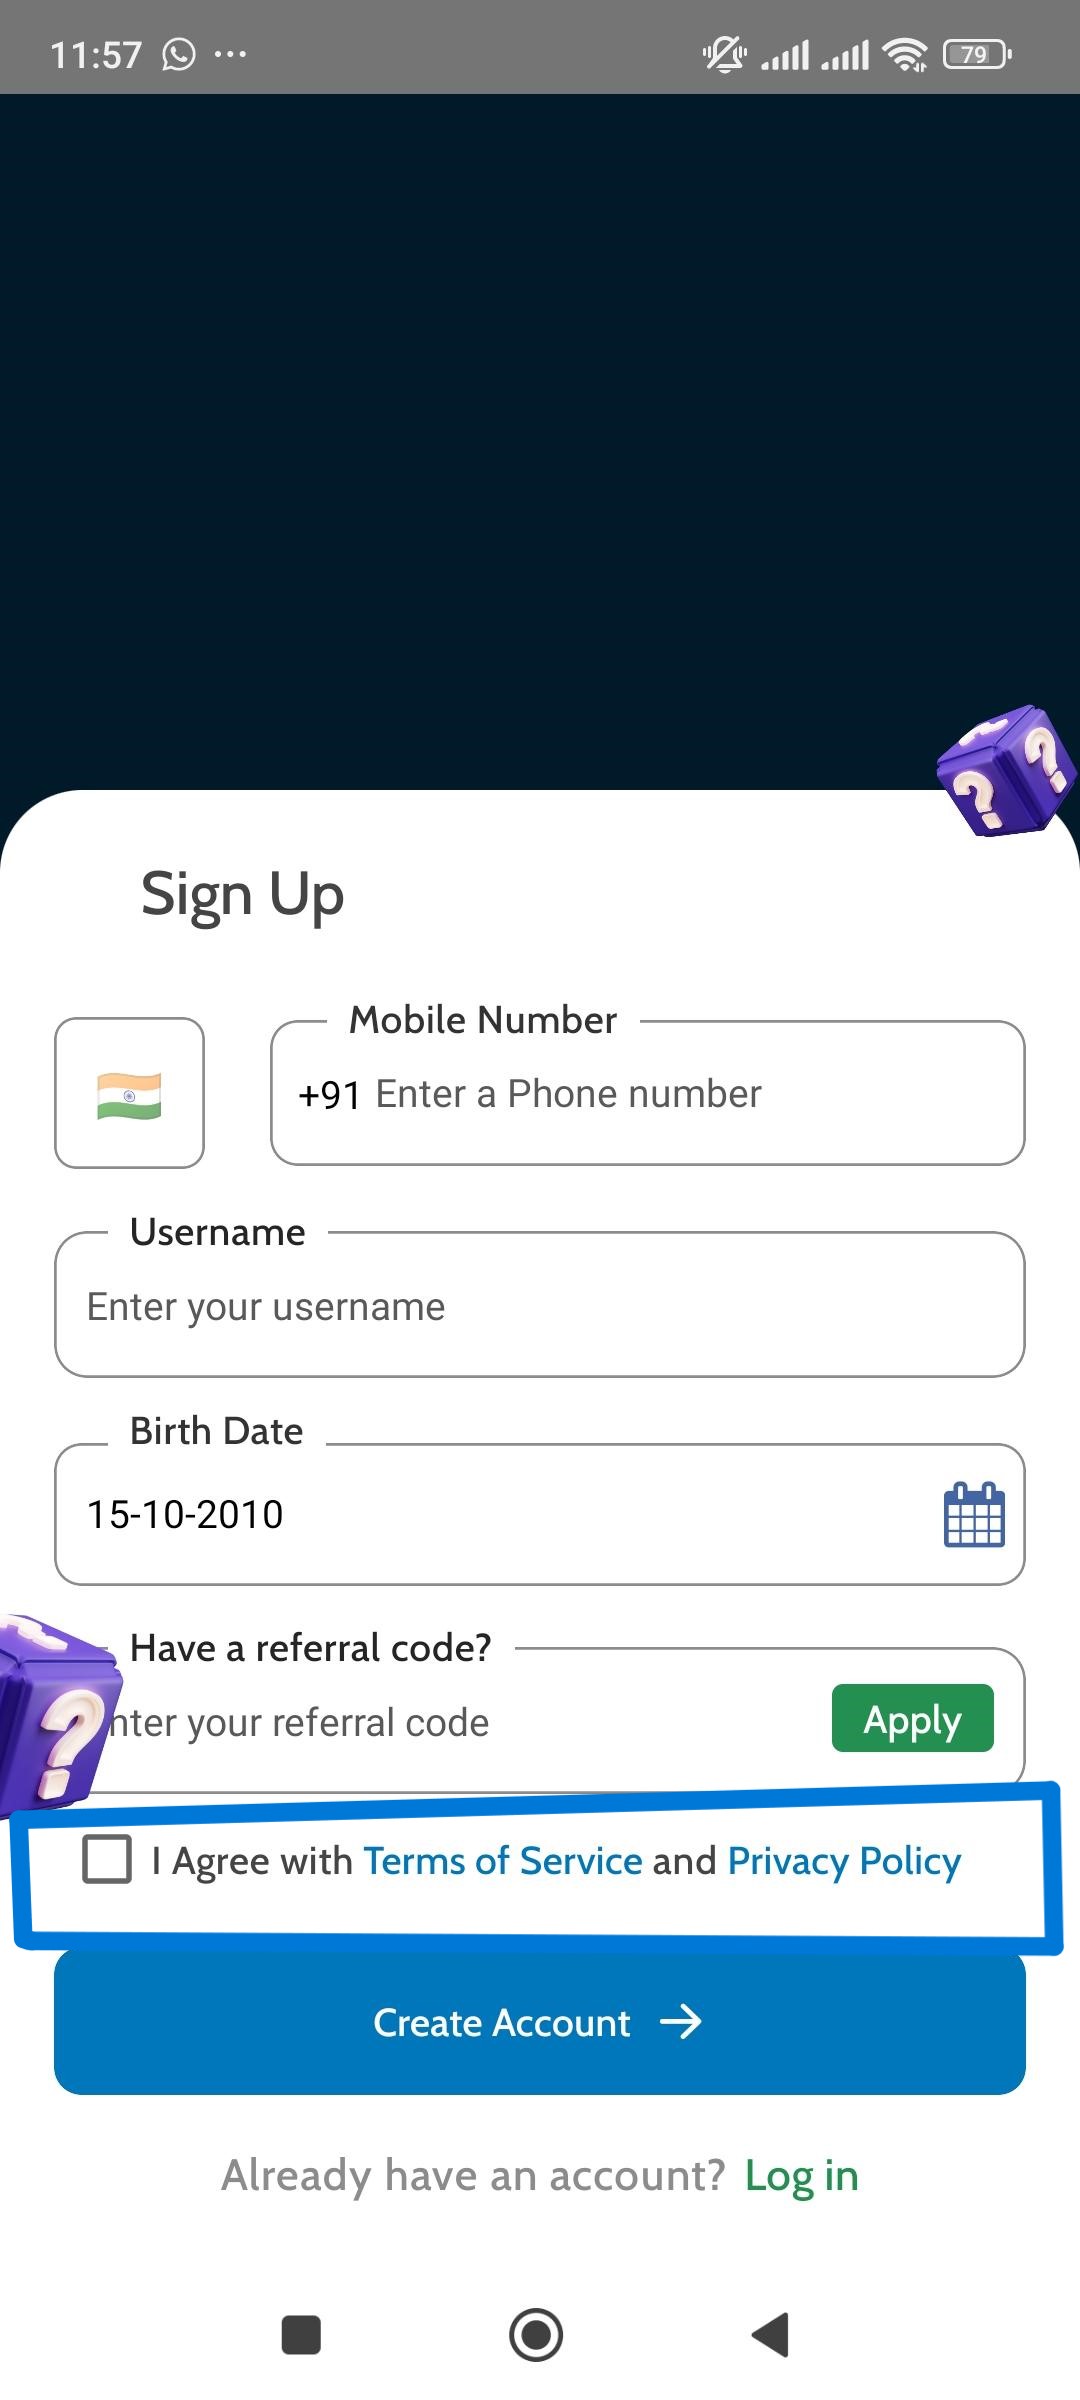 11:57
79
Sign Up
Mobile Number
+91 Enter a Phone number
Username
Enter your username
Birth Date
15-10-2010
Have a referral code?
nter your referral code
Apply
I Agree with Terms of Service and Privacy Policy
Create Account
Already have an account? Log in